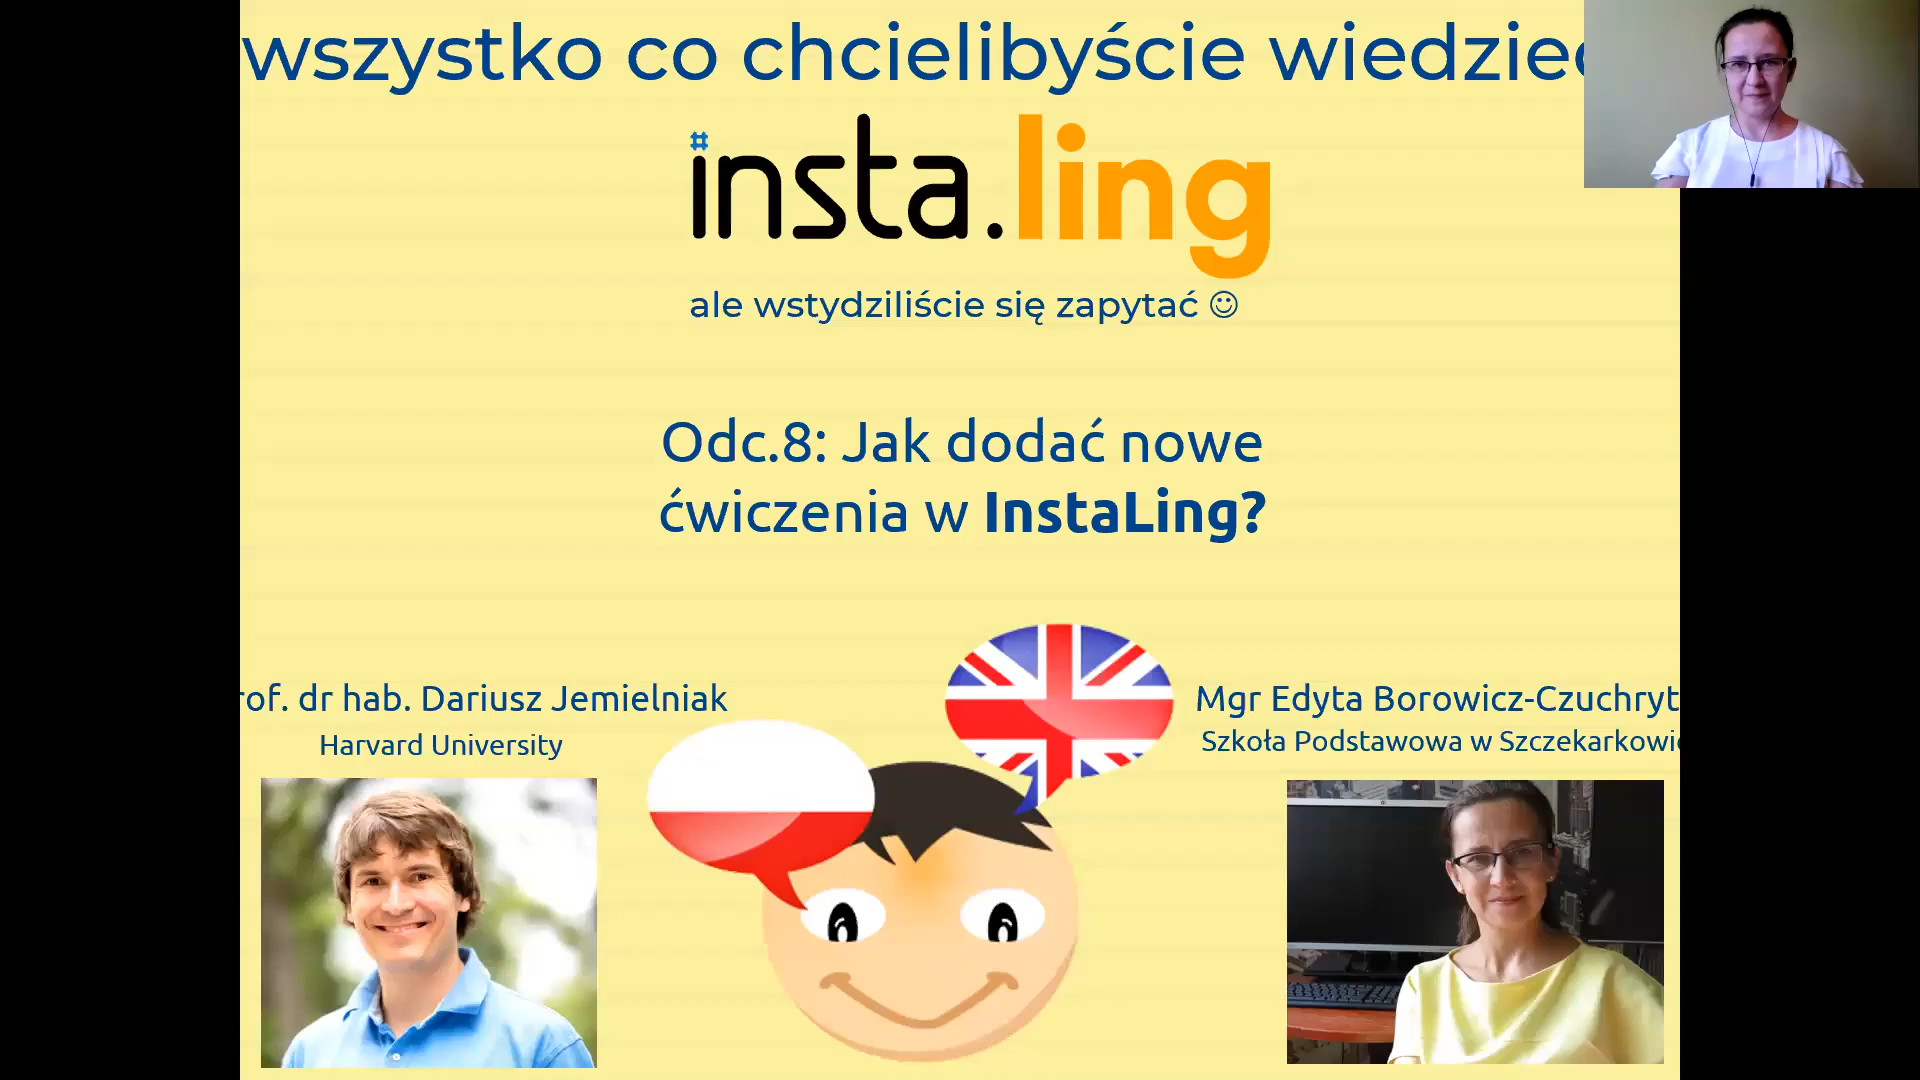 wszystko co chcielibyście wiedzieć
insta.ling
ale wstydziliście się zapytać ☺
Odc.8: Jak dodać nowe
ćwiczenia w InstaLing?
rof. dr hab. Dariusz Jemielniak
Harvard University
Mgr Edyta Borowicz-Czuchryt
Szkoła Podstawowa w Szczekarkowi